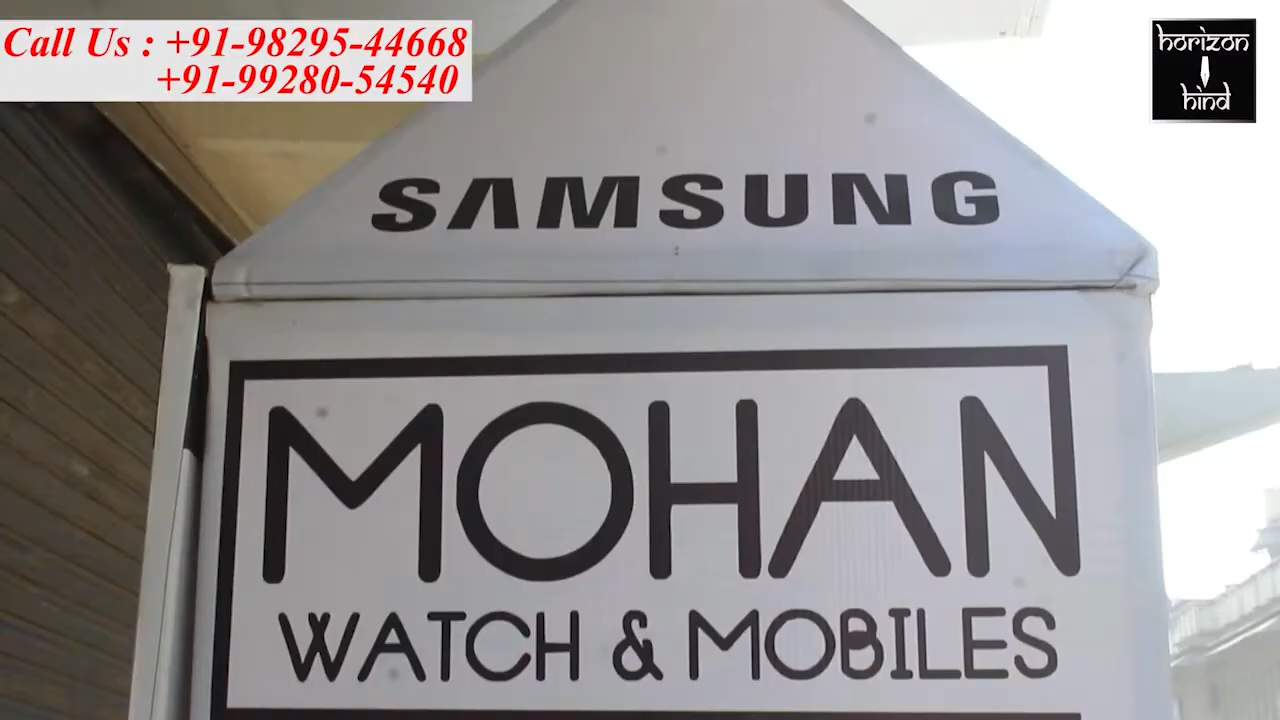 Call Us : +91-98295-44668
+91-99280-54540
horizon
hind
SAMSUNG
MOHAN
WATCH & MOBILES